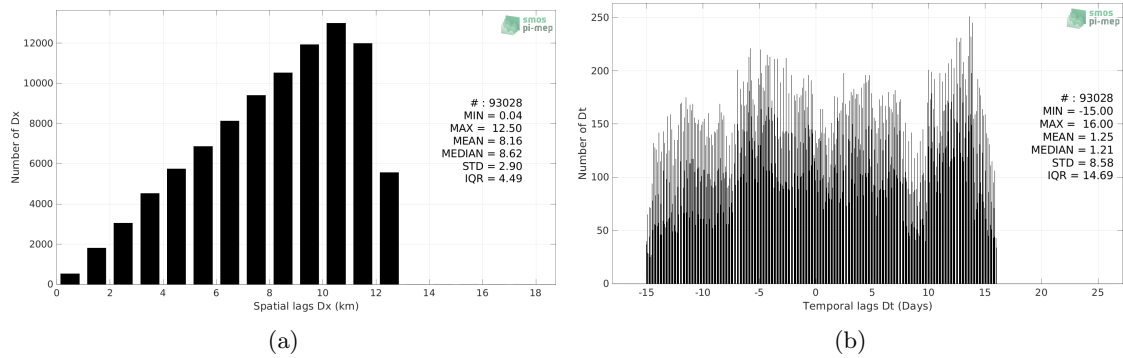 smos
pi-mep
12000
10000
8000
6000
4000
2000
0
Number of Dx
# : 93028
MIN = 0.04
MAX = 12.50
MEAN = 8.16
MEDIAN = 8.62
STD = 2.90
IQR = 4.49
0 2 4 6 8 10 12 14 16 18
Spatial lags Dx (km)
(a)
smos
pi-mep
250
200
150
100
50
0
Number of Dt
# : 93028
MIN = -15.00
MAX = 16.00
MEAN = 1.25
MEDIAN = 1.21
STD = 8.58
IQR = 14.69
-15 -10 -5 0 5 10 15 20 25
Temporal lags Dt (Days)
(b)